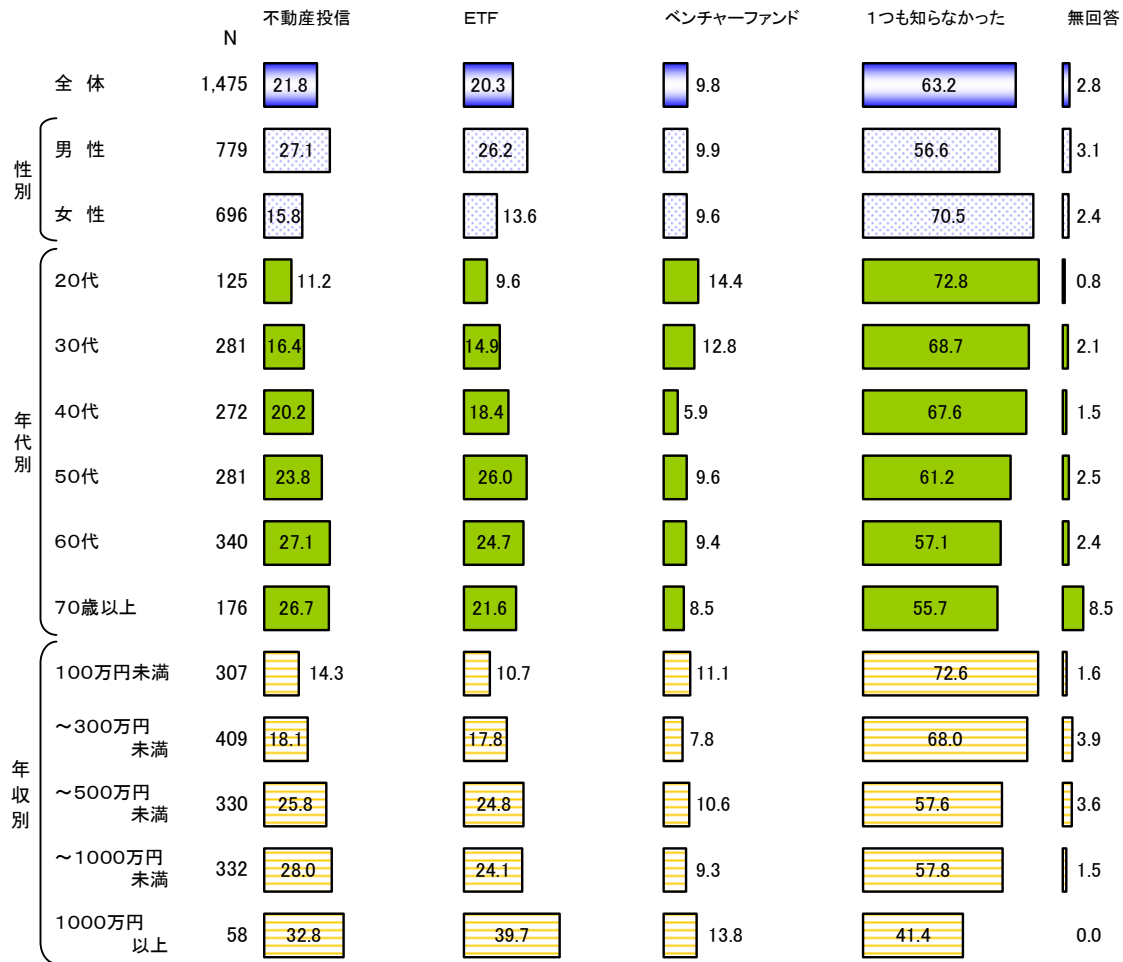 不動産投信 ETF ベンチャーファンド 1つも知らなかった 無回答
N
全 体 1,475 21.8 20.3 9.8 63.2 2.8
性別
男 性 779 27.1 26.2 9.9 56.6 3.1
女 性 696 15.8 13.6 9.6 70.5 2.4
年代別
20代 125 11.2 9.6 14.4 72.8 0.8
30代 281 16.4 14.9 12.8 68.7 2.1
40代 272 20.2 18.4 5.9 67.6 1.5
50代 281 23.8 26.0 9.6 61.2 2.5
60代 340 27.1 24.7 9.4 57.1 2.4
70歳以上 176 26.7 21.6 8.5 55.7 8.5
年収別
100万円未満 307 14.3 10.7 11.1 72.6 1.6
～300万円
未満 409 18.1 17.8 7.8 68.0 3.9
～500万円
未満 330 25.8 24.8 10.6 57.6 3.6
～1000万円
未満 332 28.0 24.1 9.3 57.8 1.5
1000万円
以上 58 32.8 39.7 13.8 41.4 0.0